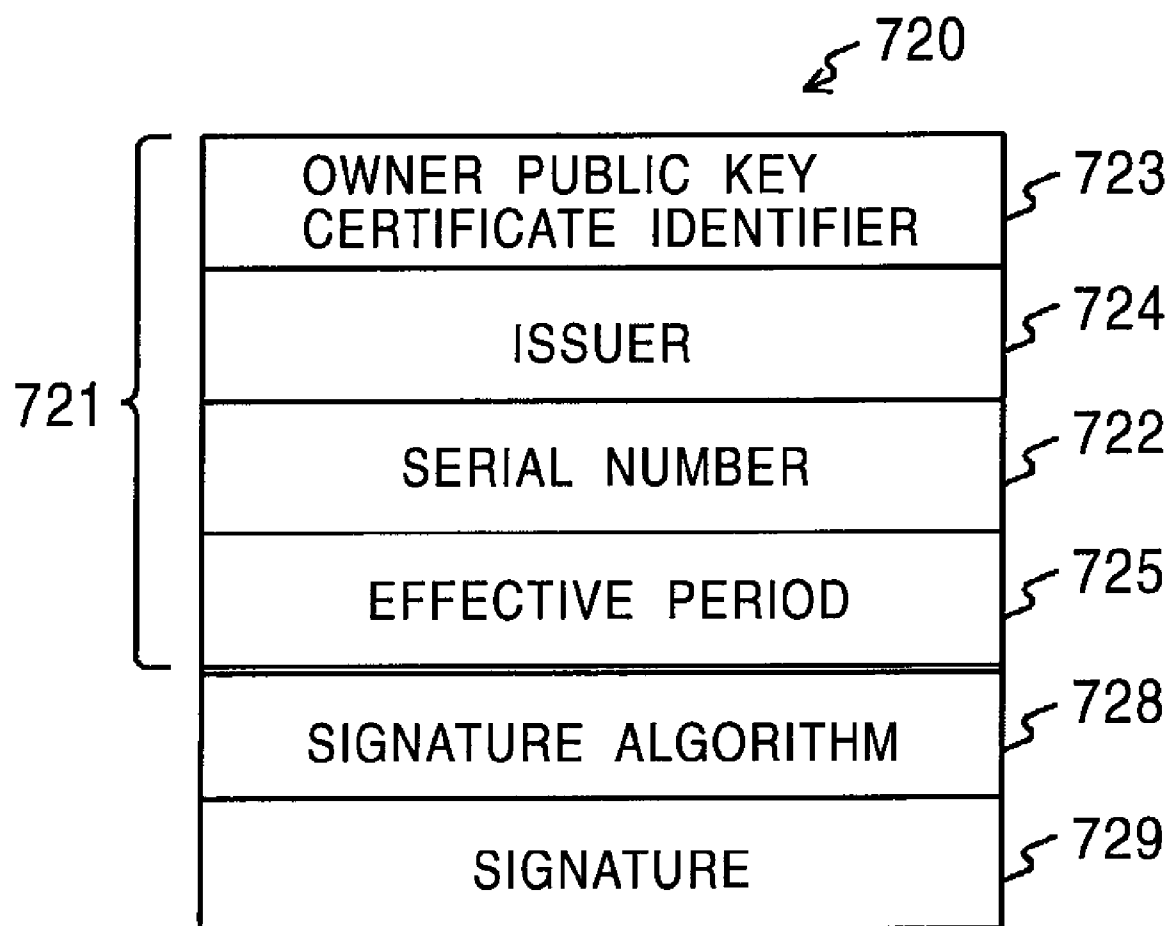 720
OWNER PUBLIC KEY
CERTIFICATE IDENTIFIER
723
ISSUER
724
721
SERIAL NUMBER
722
EFFECTIVE PERIOD
725
SIGNATURE ALGORITHM
728
SIGNATURE
729